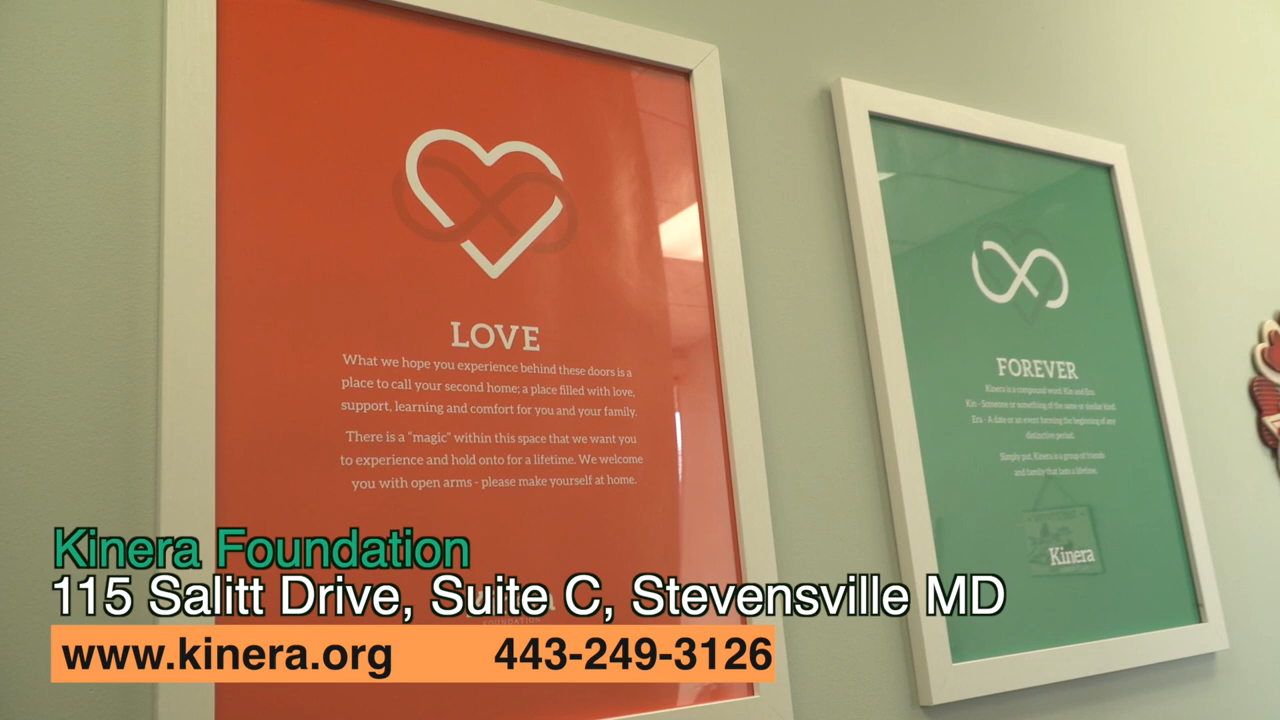 LOVE
What we hope you experience behind these doors is a
place to call your second home; a place filled with love,
support, learning and comfort for you and your family.
There is a "magic" within this space that we want you
to experience and hold onto for a lifetime. We welcome
you with open arms - please make yourself at home.
FOREVER
Kinera is a compound word: Kin and Era.
Kin - Someone or something of the same or similar kind.
Era - A date or an event forming the beginning of any
distinctive period.
Simply put, Kinera is a group of friends
and family that lasts a lifetime.
Kinera
Kinera Foundation
115 Salitt Drive, Suite C, Stevensville MD
FOUNDATION
www.kinera.org 443-249-3126